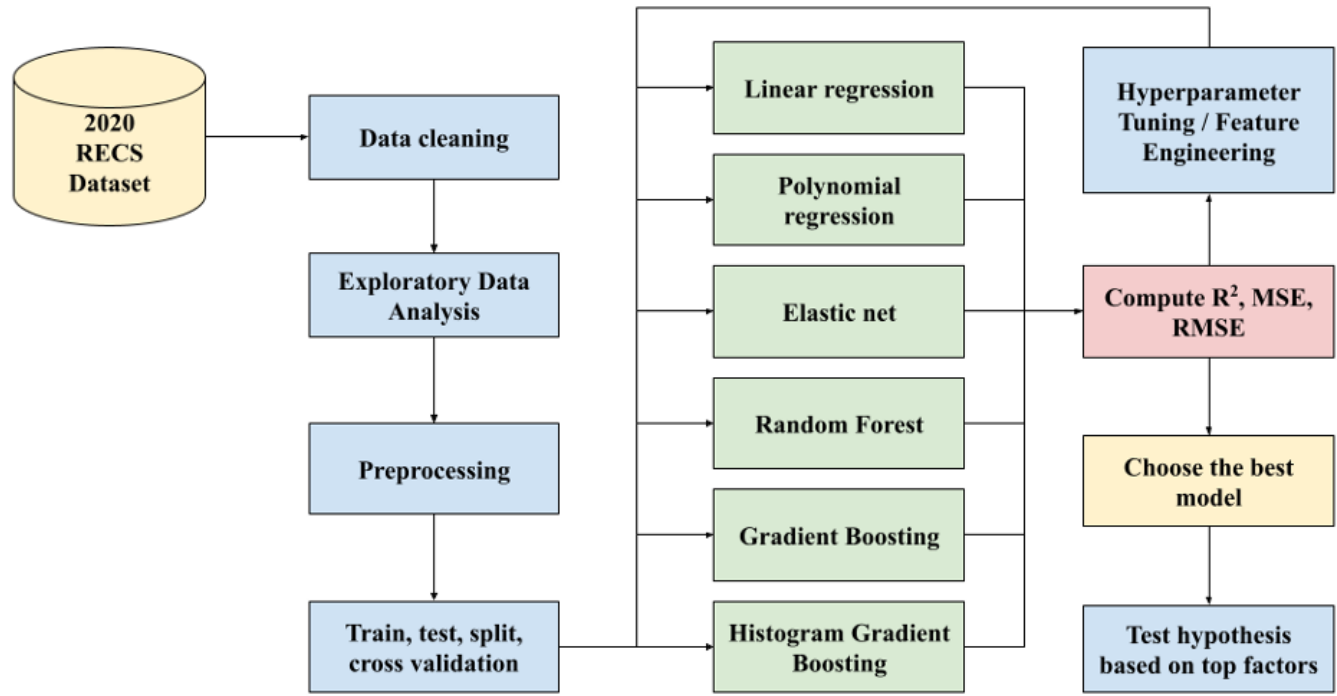 2020
RECS
Dataset
Data cleaning
Exploratory Data
Analysis
Preprocessing
Train, test, split,
cross validation
Linear regression
Polynomial
regression
Elastic net
Random Forest
Gradient Boosting
Histogram Gradient
Boosting
Hyperparameter
Tuning / Feature
Engineering
Compute R², MSE,
RMSE
Choose the best
model
Test hypothesis
based on top factors